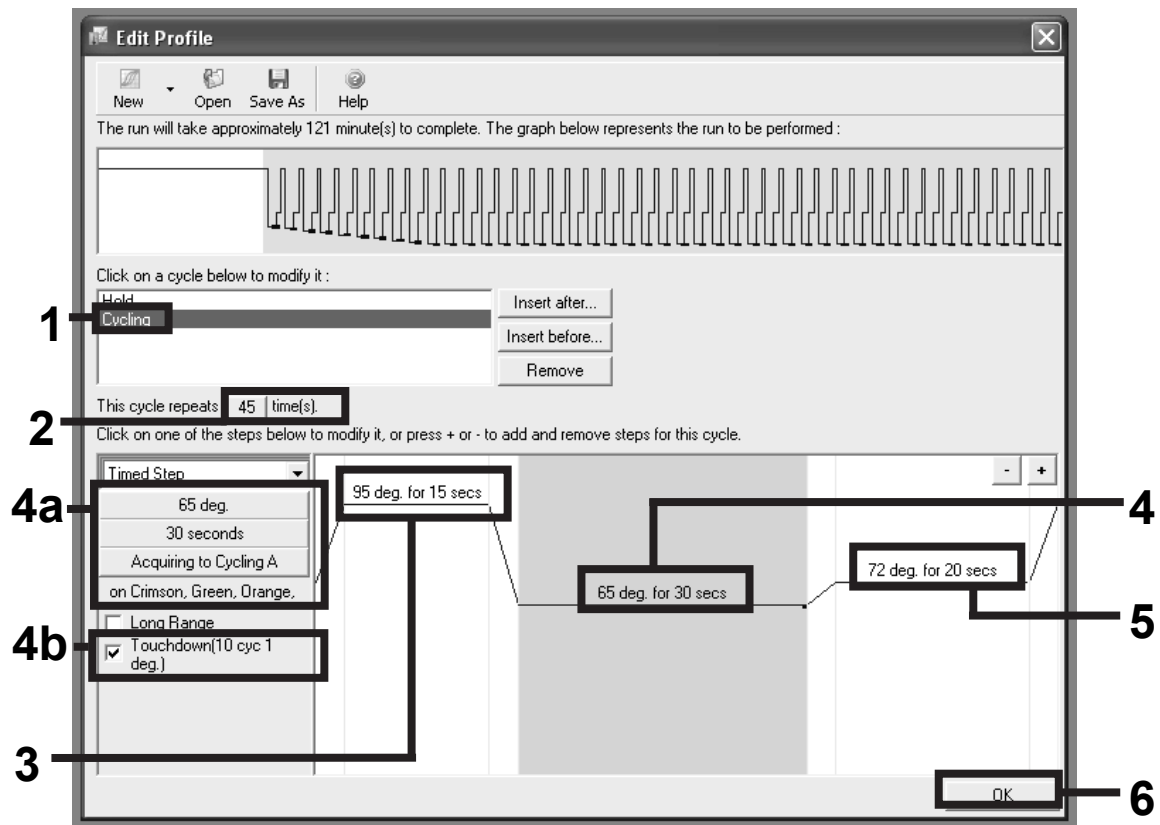 Edit Profile
New Open Save As Help
The run will take approximately 121 minute(s) to complete. The graph below represents the run to be performed :
Click on a cycle below to modify it :
Hold
Cycling
Insert after...
Insert before...
Remove
1
This cycle repeats 45 time(s).
2
Click on one of the steps below to modify it, or press + or - to add and remove steps for this cycle.
Timed Step
- +
4a
65 deg.
30 seconds
Acquiring to Cycling A
on Crimson, Green, Orange,
95 deg. for 15 secs
4
65 deg. for 30 secs
72 deg. for 20 secs
5
Long Range
4b
Touchdown(10 cyc 1
deg.)
3
OK
6